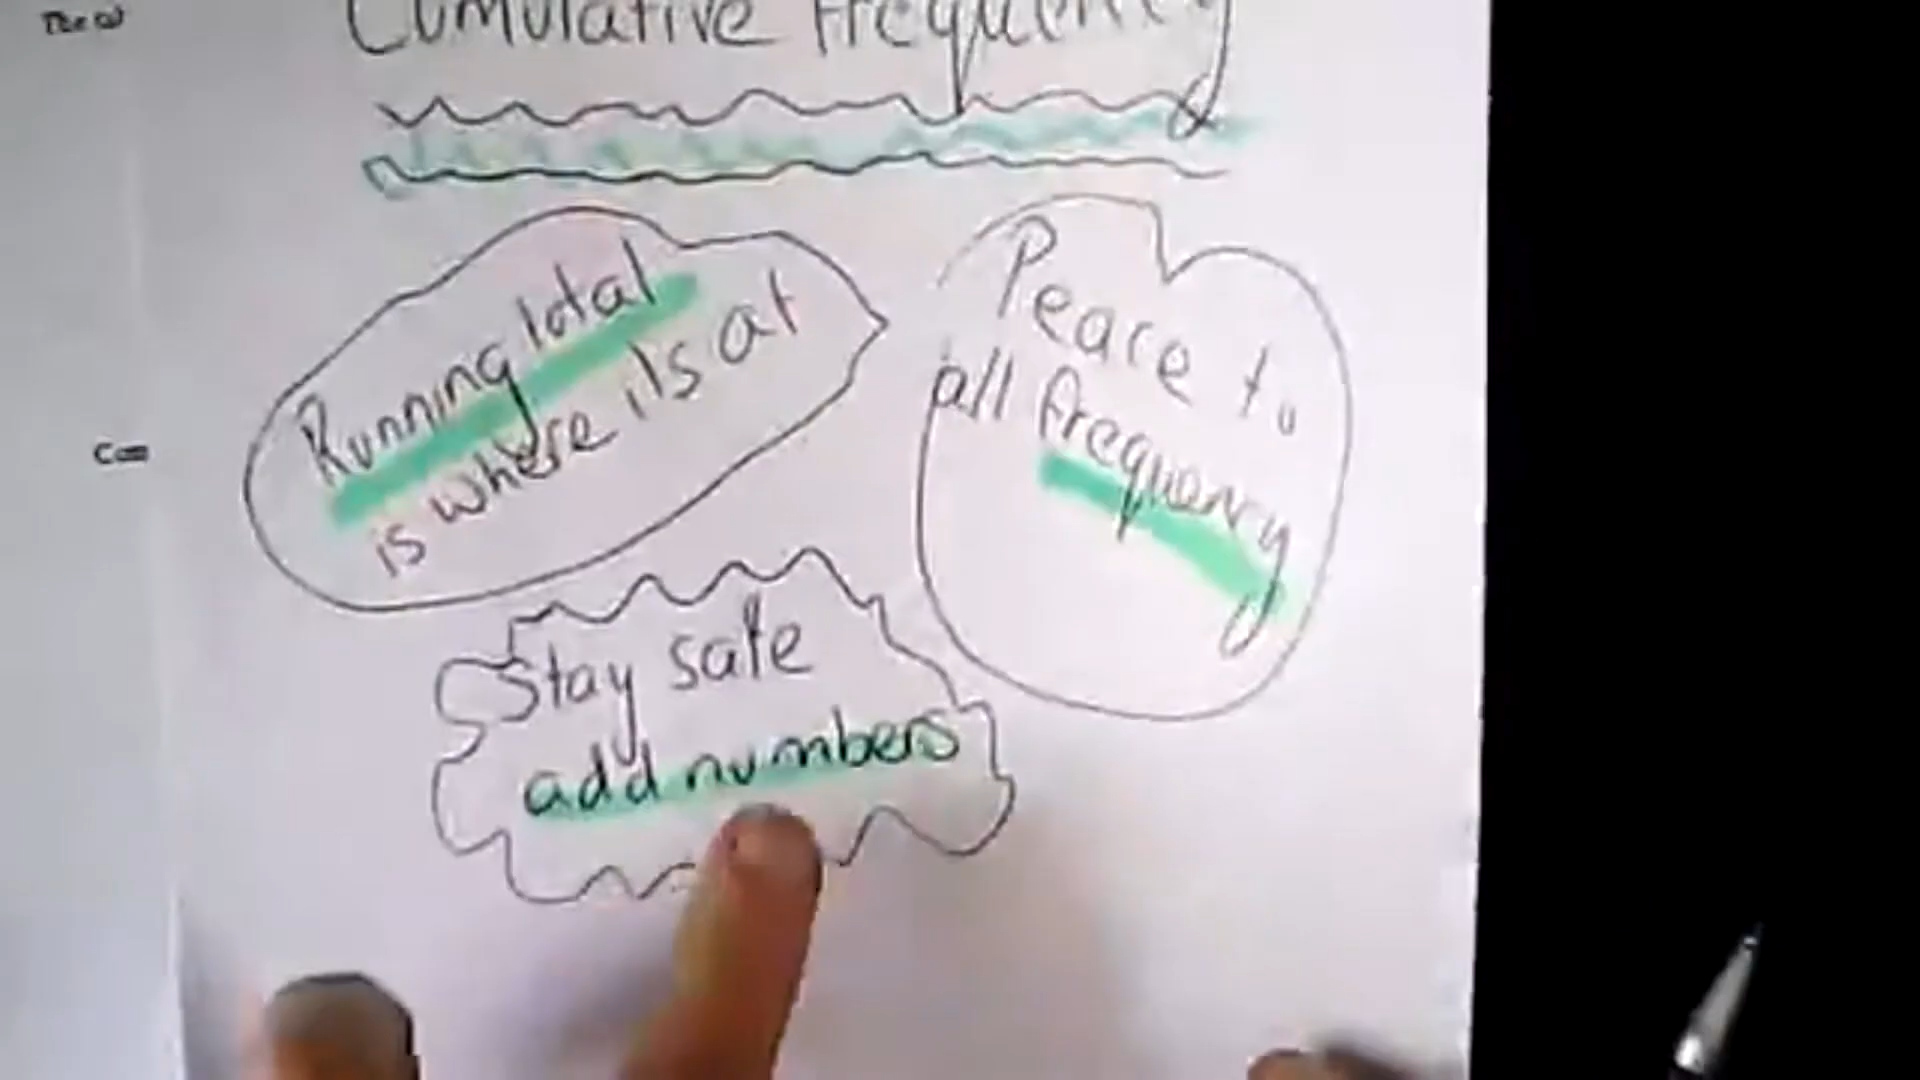 Cumulative Frequency
Running total
is where its at
Peace to
all frequency
Stay safe
add numbers